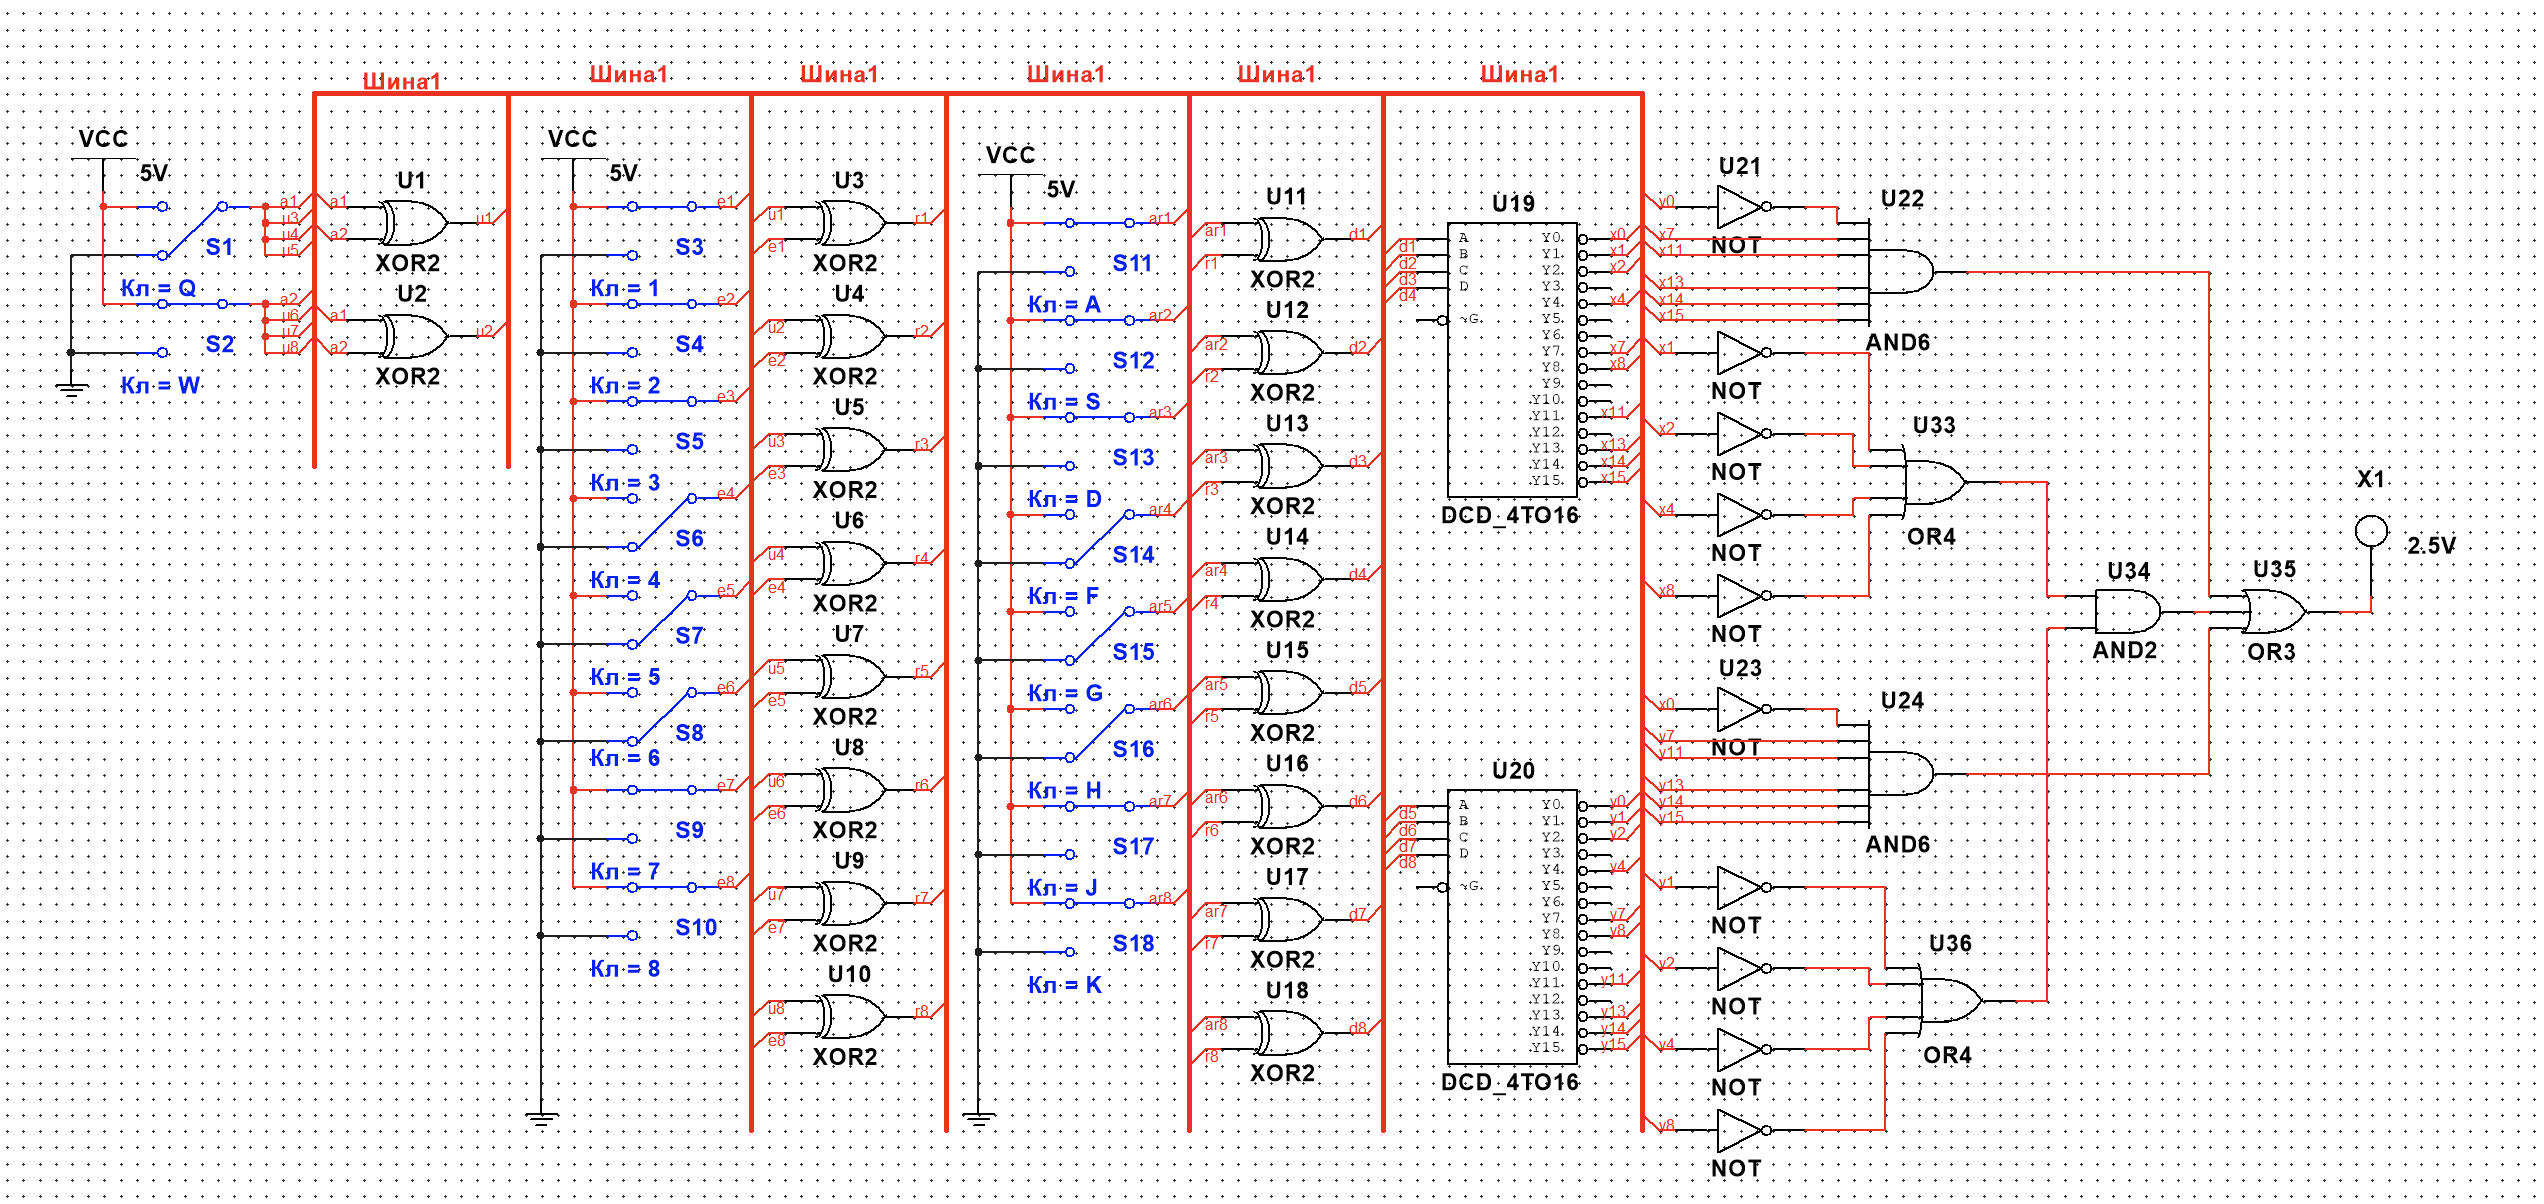 Шина1
Шина1
Шина1
Шина1
Шина1
Шина1
VCC
5V
a1
u3
u4
u5
S1
Кл = Q
a2
u6
u7
u8
S2
Кл = W
a1
a2
U1
XOR2
u1
a1
a2
U2
XOR2
u2
VCC
5V
e1
S3
Кл = 1
e2
S4
Кл = 2
e3
S5
Кл = 3
e4
S6
Кл = 4
e5
S7
Кл = 5
e6
S8
Кл = 6
e7
S9
Кл = 7
e8
S10
Кл = 8
U3
u1
e1
XOR2
r1
U4
u2
e2
XOR2
r2
U5
u3
e3
XOR2
r3
U6
u4
e4
XOR2
r4
U7
u5
e5
XOR2
r5
U8
u6
e6
XOR2
r6
U9
u7
e7
XOR2
r7
U10
u8
e8
XOR2
r8
VCC
5V
ar1
S11
Кл = A
ar2
S12
Кл = S
ar3
S13
Кл = D
ar4
S14
Кл = F
ar5
S15
Кл = G
ar6
S16
Кл = H
ar7
S17
Кл = J
ar8
S18
Кл = K
U11
ar1
r1
XOR2
d1
U12
ar2
r2
XOR2
d2
U13
ar3
r3
XOR2
d3
U14
ar4
r4
XOR2
d4
U15
ar5
r5
XOR2
d5
U16
ar6
r6
XOR2
d6
U17
ar7
r7
XOR2
d7
U18
ar8
r8
XOR2
d8
U19
d1
d2
d3
d4
A
B
C
D
~G
Y0
Y1
Y2
Y3
Y4
Y5
Y6
Y7
Y8
Y9
Y10
Y11
Y12
Y13
Y14
Y15
x0
x1
x2
x4
x7
x8
x11
x13
x14
x15
DCD_4TO16
U20
d5
d6
d7
d8
A
B
C
D
~G
Y0
Y1
Y2
Y3
Y4
Y5
Y6
Y7
Y8
Y9
Y10
Y11
Y12
Y13
Y14
Y15
y0
y1
y2
y4
y7
y8
y11
y13
y14
y15
DCD_4TO16
U21
y0
NOT
x7
x11
x13
x14
x15
U22
AND6
x1
NOT
x2
NOT
x4
NOT
x8
NOT
U33
OR4
U23
x0
NOT
y7
y11
y13
y14
y15
U24
AND6
y1
NOT
y2
NOT
y4
NOT
y8
NOT
U36
OR4
U34
AND2
U35
OR3
X1
2.5V